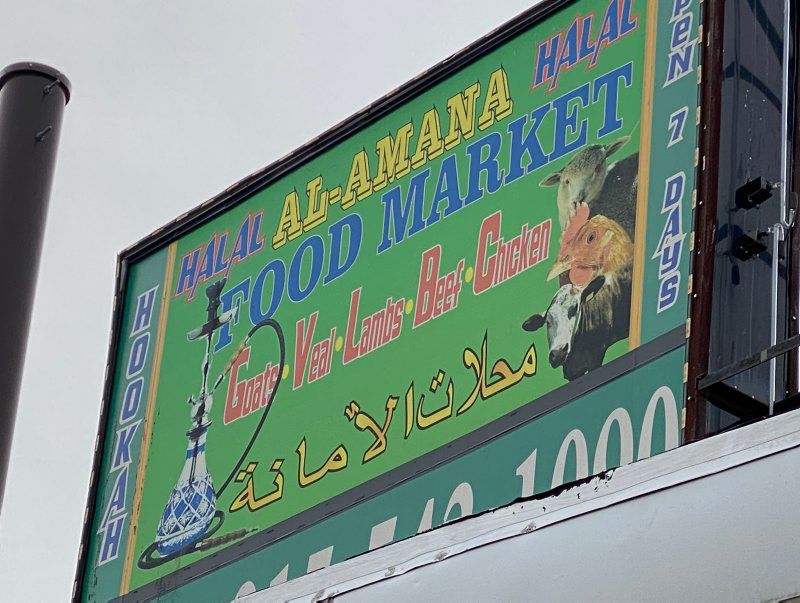 HALAL AL-AMANA HALAL
FOOD MARKET
Goats • Veal • Lambs • Beef • Chicken
محلات الأمانة
HOOKAH
OPEN 7 DAYS
1000